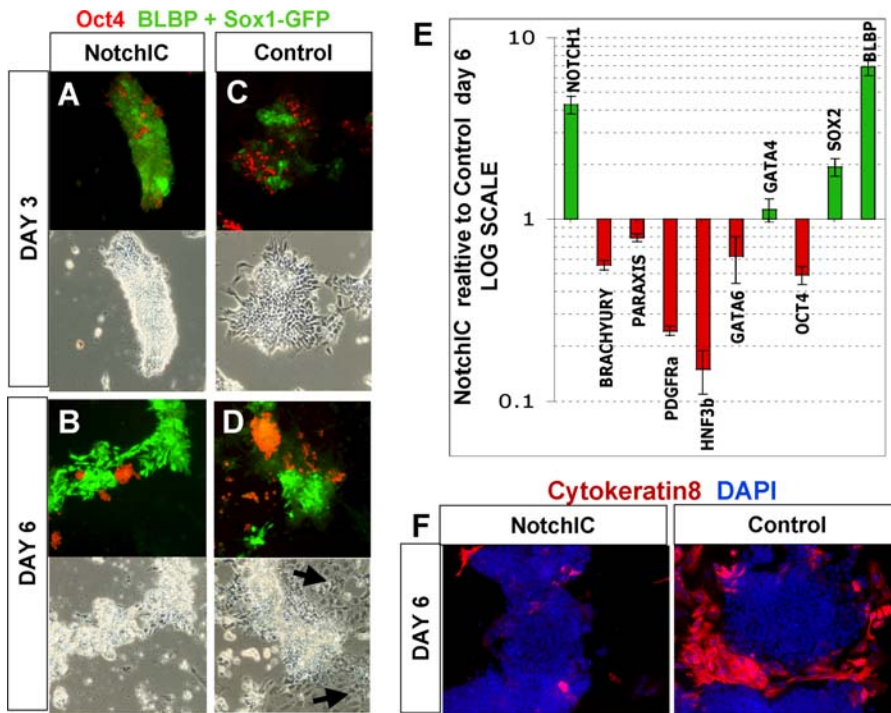 Oct4 BLBP + Sox1-GFP
NotchIC
Control
DAY 3
A
C
DAY 6
B
D
E
NotchIC realtive to Control day 6
LOG SCALE
10
1
0.1
NOTCH1
BRACHYURY
PARAXIS
PDGFRa
HNF3b
GATA6
GATA4
OCT4
SOX2
BLBP
Cytokeratin8 DAPI
F
NotchIC
Control
DAY 6